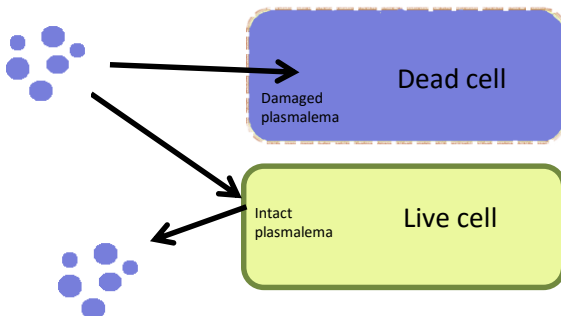 Dead cell
Damaged
plasmalema
Intact
plasmalema
Live cell